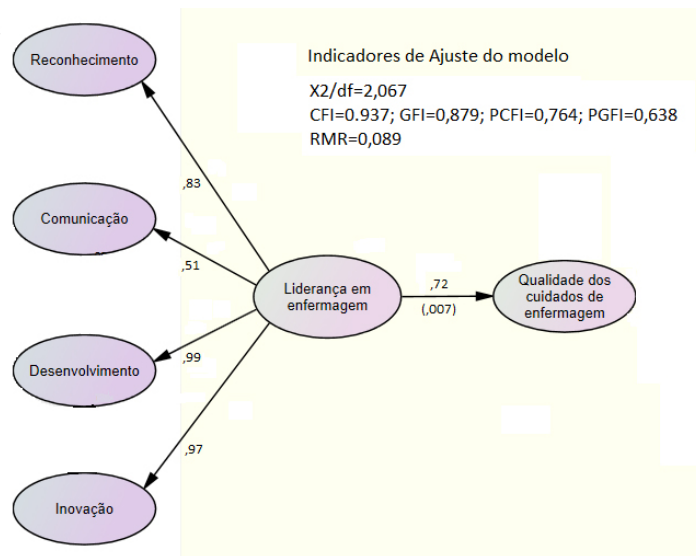 Reconhecimento
Indicadores de Ajuste do modelo
X2/df=2,067
CFI=0.937; GFI=0,879; PCFI=0,764; PGFI=0,638
RMR=0,089
,83
Comunicação
,51
Liderança em
enfermagem
,72
(,007)
Qualidade dos
cuidados de
enfermagem
Desenvolvimento
,99
,97
Inovação